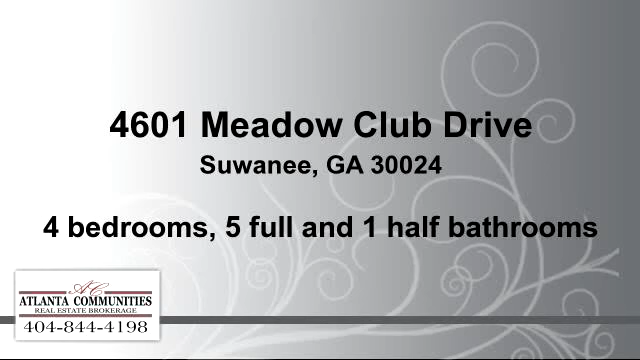 4601 Meadow Club Drive
Suwanee, GA 30024
4 bedrooms, 5 full and 1 half bathrooms
AC
ATLANTA COMMUNITIES
REAL ESTATE BROKERAGE
404-844-4198